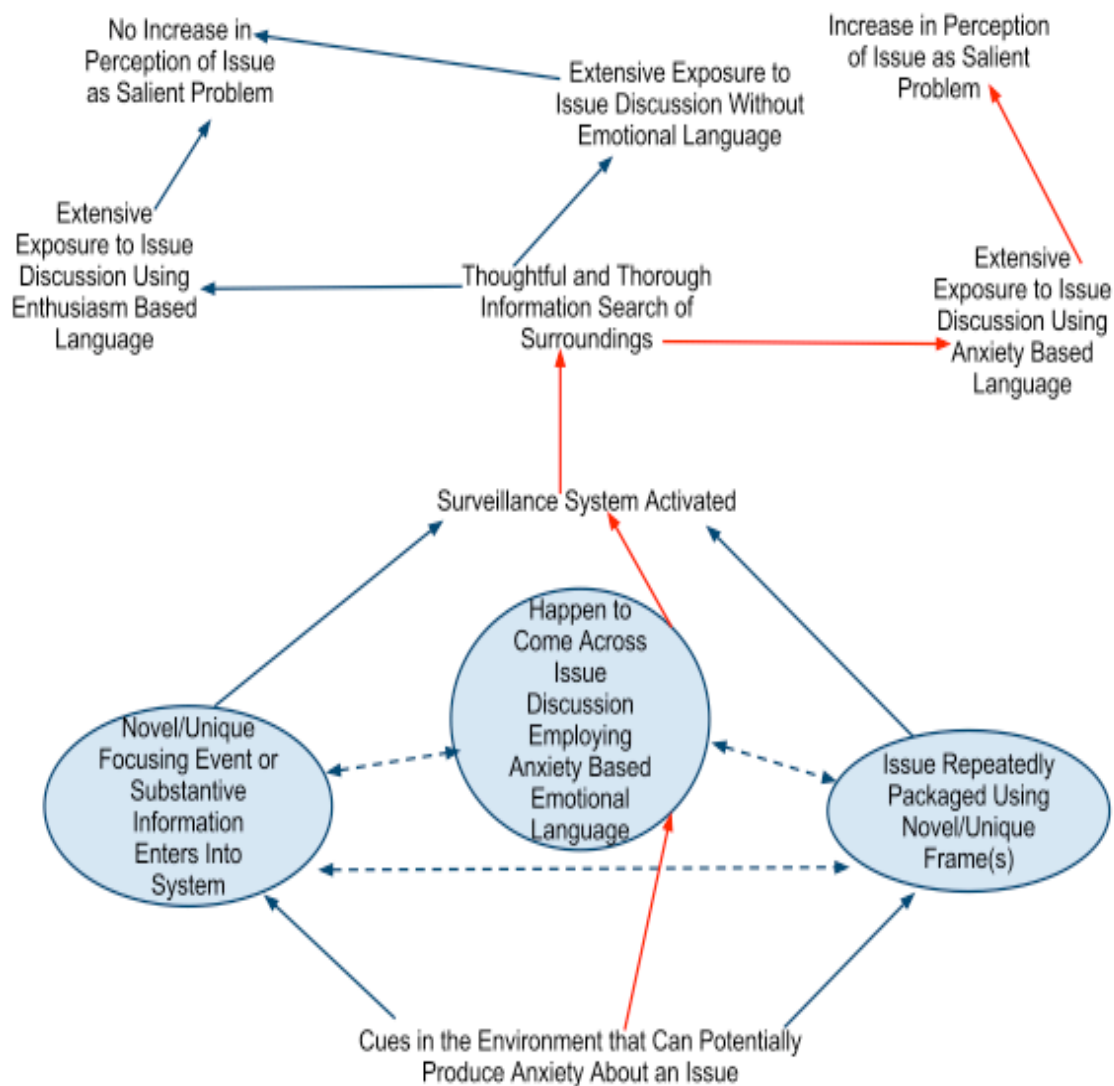 No Increase in
Perception of Issue
as Salient Problem
Increase in Perception
of Issue as Salient
Problem
Extensive Exposure to
Issue Discussion Without
Emotional Language
Extensive
Exposure to Issue
Discussion Using
Enthusiasm Based
Language
Thoughtful and Thorough
Information Search of
Surroundings
Extensive
Exposure to Issue
Discussion Using
Anxiety Based
Language
Surveillance System Activated
Happen to
Come Across
Issue
Discussion
Employing
Anxiety Based
Emotional
Language
Novel/Unique
Focusing Event or
Substantive
Information
Enters Into
System
Issue Repeatedly
Packaged Using
Novel/Unique
Frame(s)
Cues in the Environment that Can Potentially
Produce Anxiety About an Issue